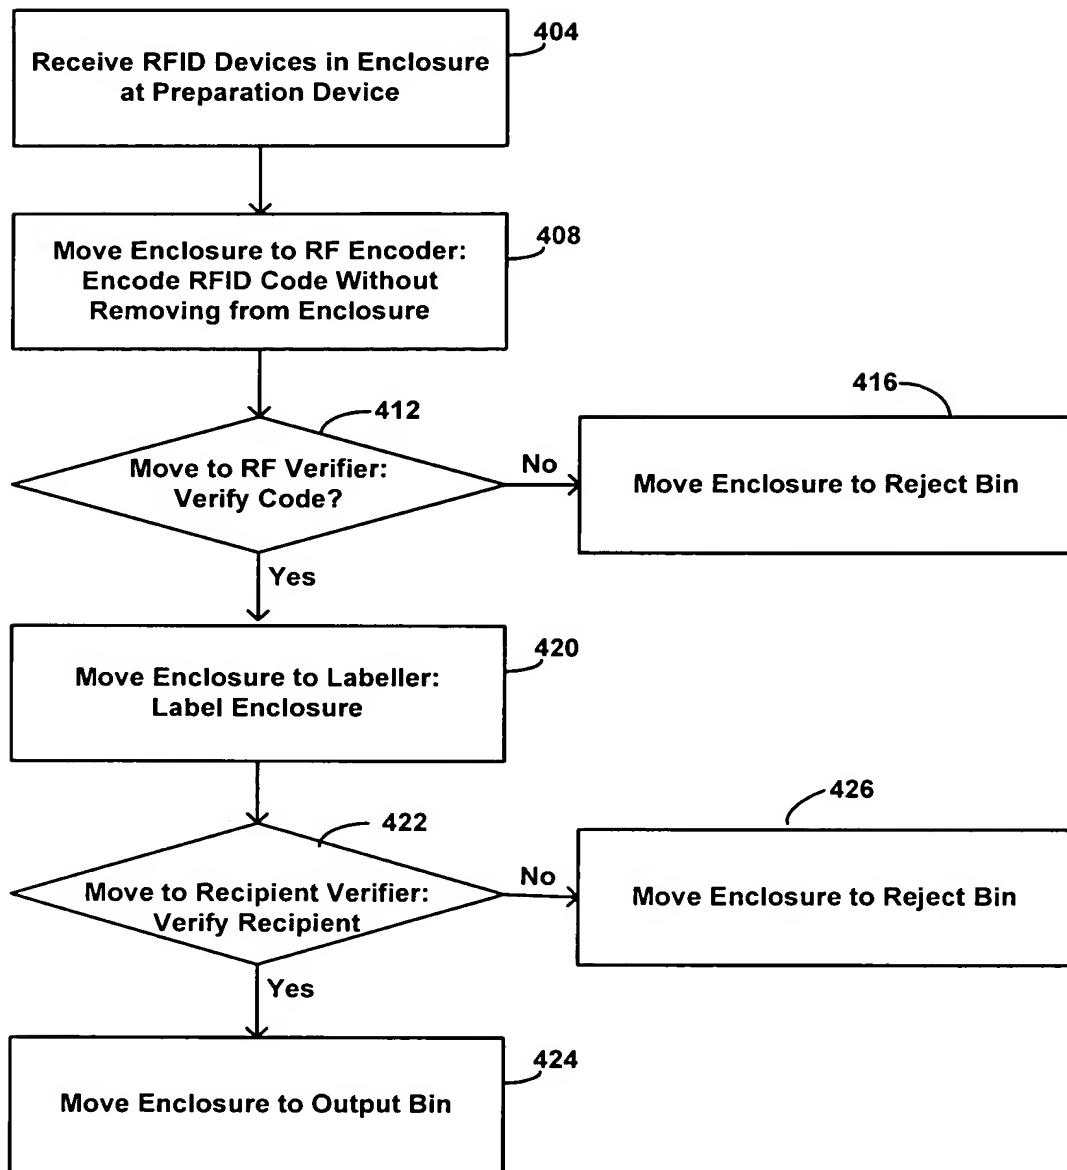 404
Receive RFID Devices in Enclosure
at Preparation Device
408
Move Enclosure to RF Encoder:
Encode RFID Code Without
Removing from Enclosure
412
Move to RF Verifier:
Verify Code?
No
416
Move Enclosure to Reject Bin
Yes
420
Move Enclosure to Labeller:
Label Enclosure
422
Move to Recipient Verifier:
Verify Recipient
No
426
Move Enclosure to Reject Bin
Yes
424
Move Enclosure to Output Bin